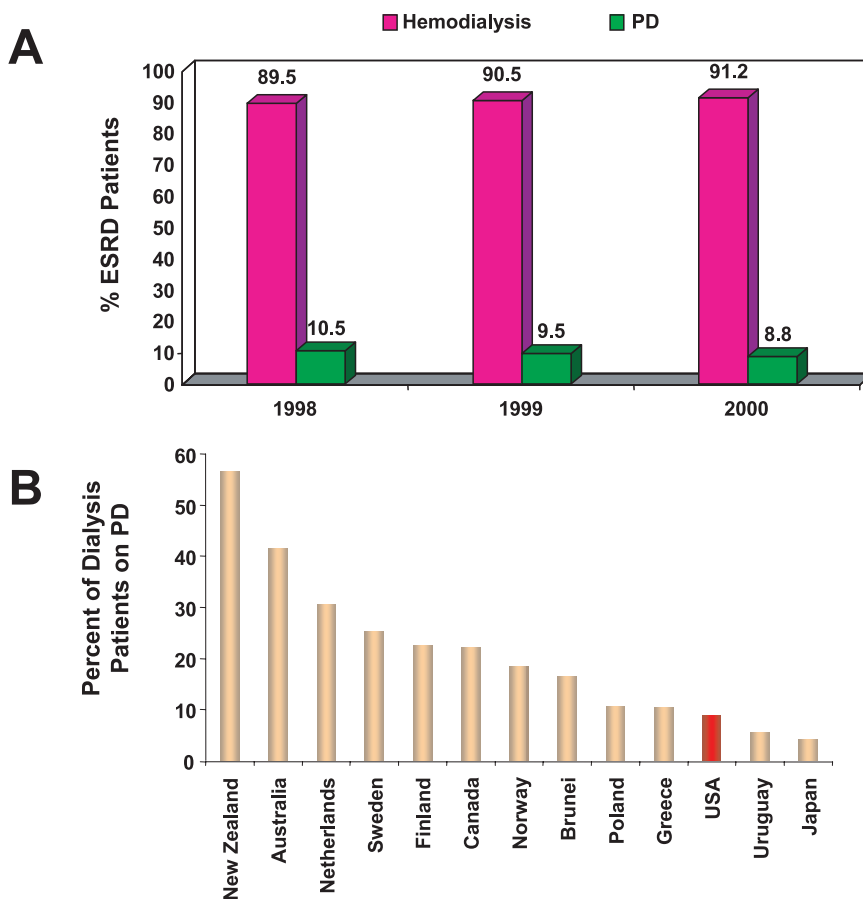 Hemodialysis PD
A
% ESRD Patients
100
90
80
70
60
50
40
30
20
10
0
89.5
10.5
90.5
9.5
91.2
8.8
1998 1999 2000
B
Percent of Dialysis
Patients on PD
60
50
40
30
20
10
0
New Zealand
Australia
Netherlands
Sweden
Finland
Canada
Norway
Brunei
Poland
Greece
USA
Uruguay
Japan